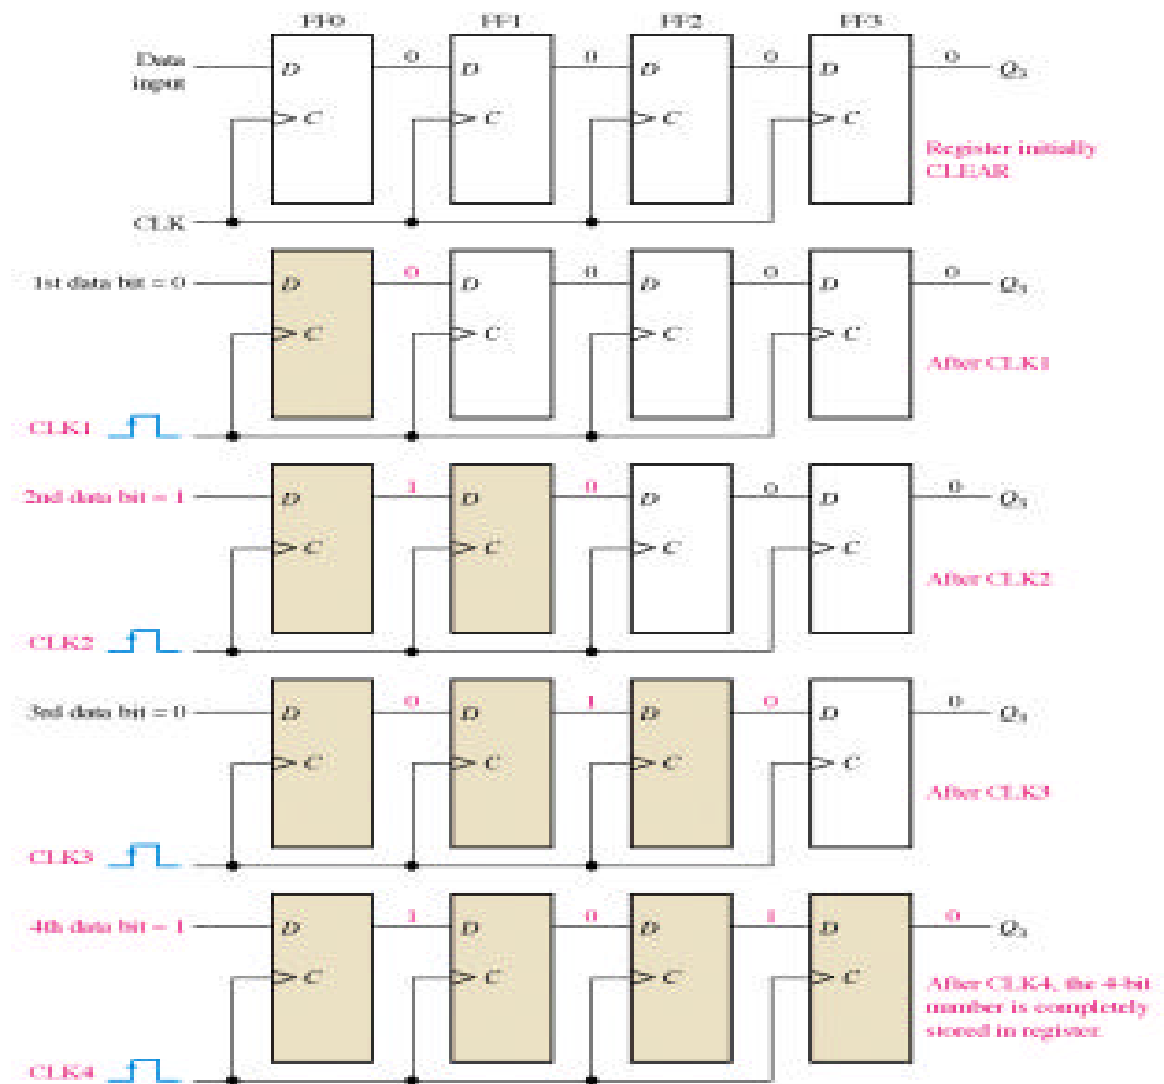 FF0 FF1 FF2 FF3
Data
input
D 0 D 0 D 0 D 0 Q3
C C C C
Register initially
CLEAR
CLK
1st data bit = 0 D 0 D 0 D 0 D 0 Q3
C C C C
After CLK1
CLK1
2nd data bit = 1 D 1 D 0 D 0 D 0 Q3
C C C C
After CLK2
CLK2
3rd data bit = 0 D 0 D 1 D 0 D 0 Q3
C C C C
After CLK3
CLK3
4th data bit = 1 D 1 D 0 D 1 D 0 Q3
C C C C
After CLK4, the 4-bit
number is completely
stored in register.
CLK4